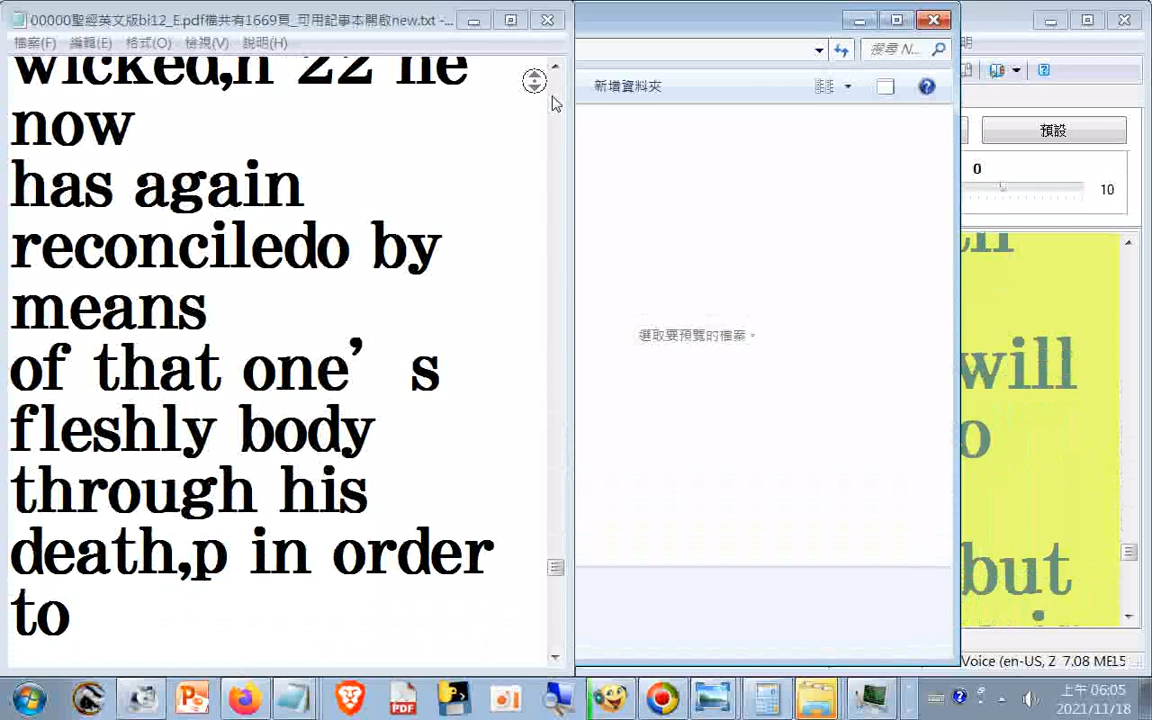 00000聖經英文版bi12_E.pdf檔共有1669頁_可用記事本開啟new.txt -...
檔案(F) 編輯(E) 格式(O) 檢視(V) 說明(H)
wicked,n 22 he
now
has again
reconciledo by
means
of that one’s
fleshly body
through his
death,p in order
to
搜尋 N...
新增資料夾
選取要預覽的檔案。
明
預設
0
10
will
o
but
Voice (en-US, Z 7.08 ME15
PDF
上午 06:05
2021/11/18